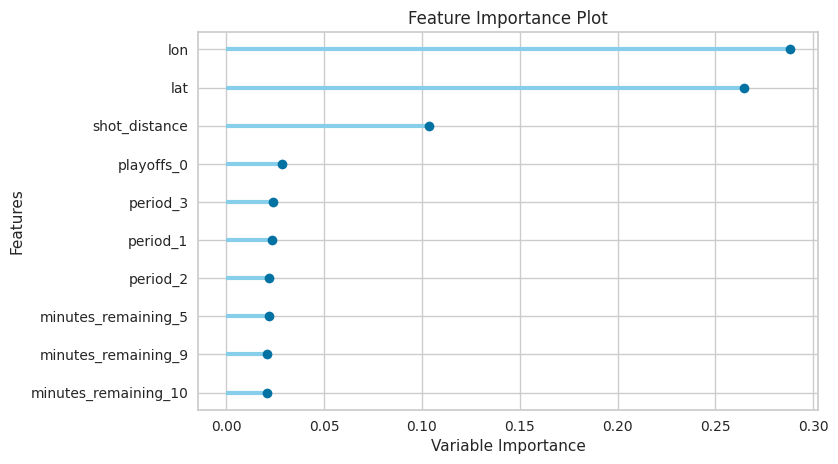 Feature Importance Plot
Features
lon
lat
shot_distance
playoffs_0
period_3
period_1
period_2
minutes_remaining_5
minutes_remaining_9
minutes_remaining_10
0.00 0.05 0.10 0.15 0.20 0.25 0.30
Variable Importance